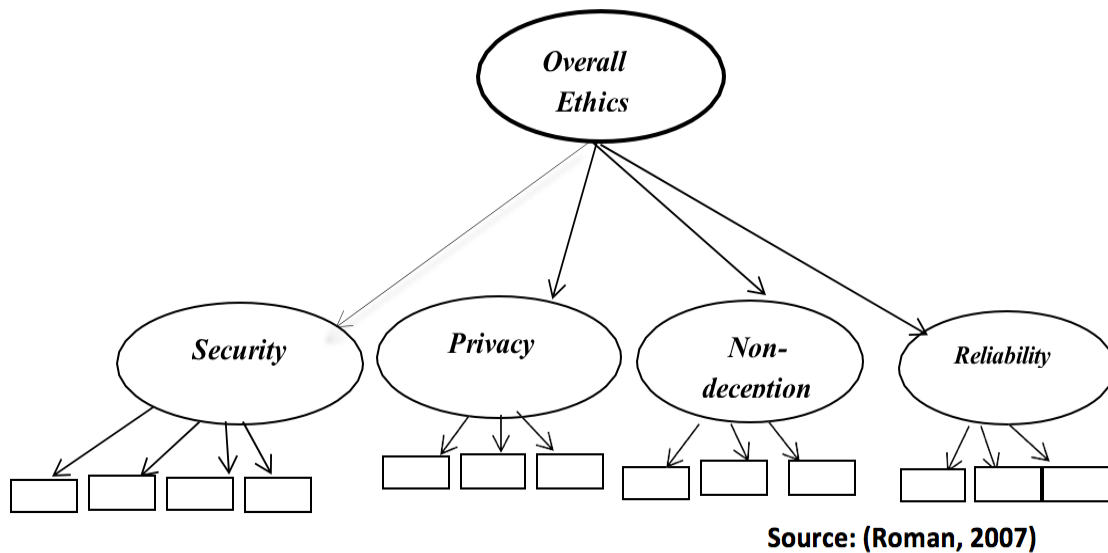 Overall
Ethics
Security
Privacy
Non-
deception
Reliability
Source: (Roman, 2007)